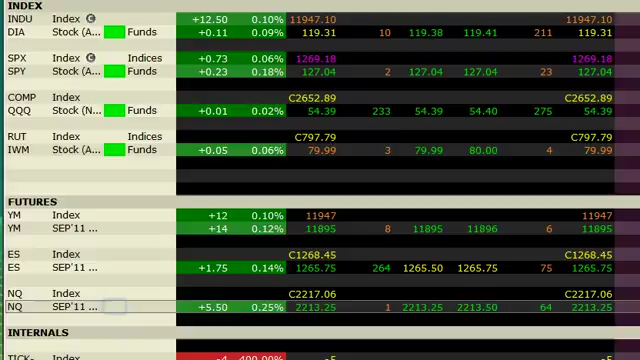 INDEX
INDU Index C +12.50 0.10% 11947.10 11947.10
DIA Stock (A... Funds +0.11 0.09% 119.31 10 119.38 119.41 211 119.31
SPX Index C Indices +0.73 0.06% 1269.18 1269.18
SPY Stock (A... Funds +0.23 0.18% 127.04 2 127.04 127.04 23 127.04
COMP Index C2652.89 C2652.89
QQQ Stock (N... Funds +0.01 0.02% 54.39 233 54.39 54.40 275 54.39
RUT Index Indices C797.79 C797.79
IWM Stock (A... Funds +0.05 0.06% 79.99 3 79.99 80.00 4 79.99
FUTURES
YM Index +12 0.10% 11947 11947
YM SEP'11 ... +14 0.12% 11895 8 11895 11896 6 11895
ES Index C1268.45 C1268.45
ES SEP'11 ... +1.75 0.14% 1265.75 264 1265.50 1265.75 75 1265.75
NQ Index C2217.06 C2217.06
NQ SEP'11 ... +5.50 0.25% 2213.25 1 2213.25 2213.50 64 2213.25
INTERNALS
TICK- Index -4 -400.00% -5 -5